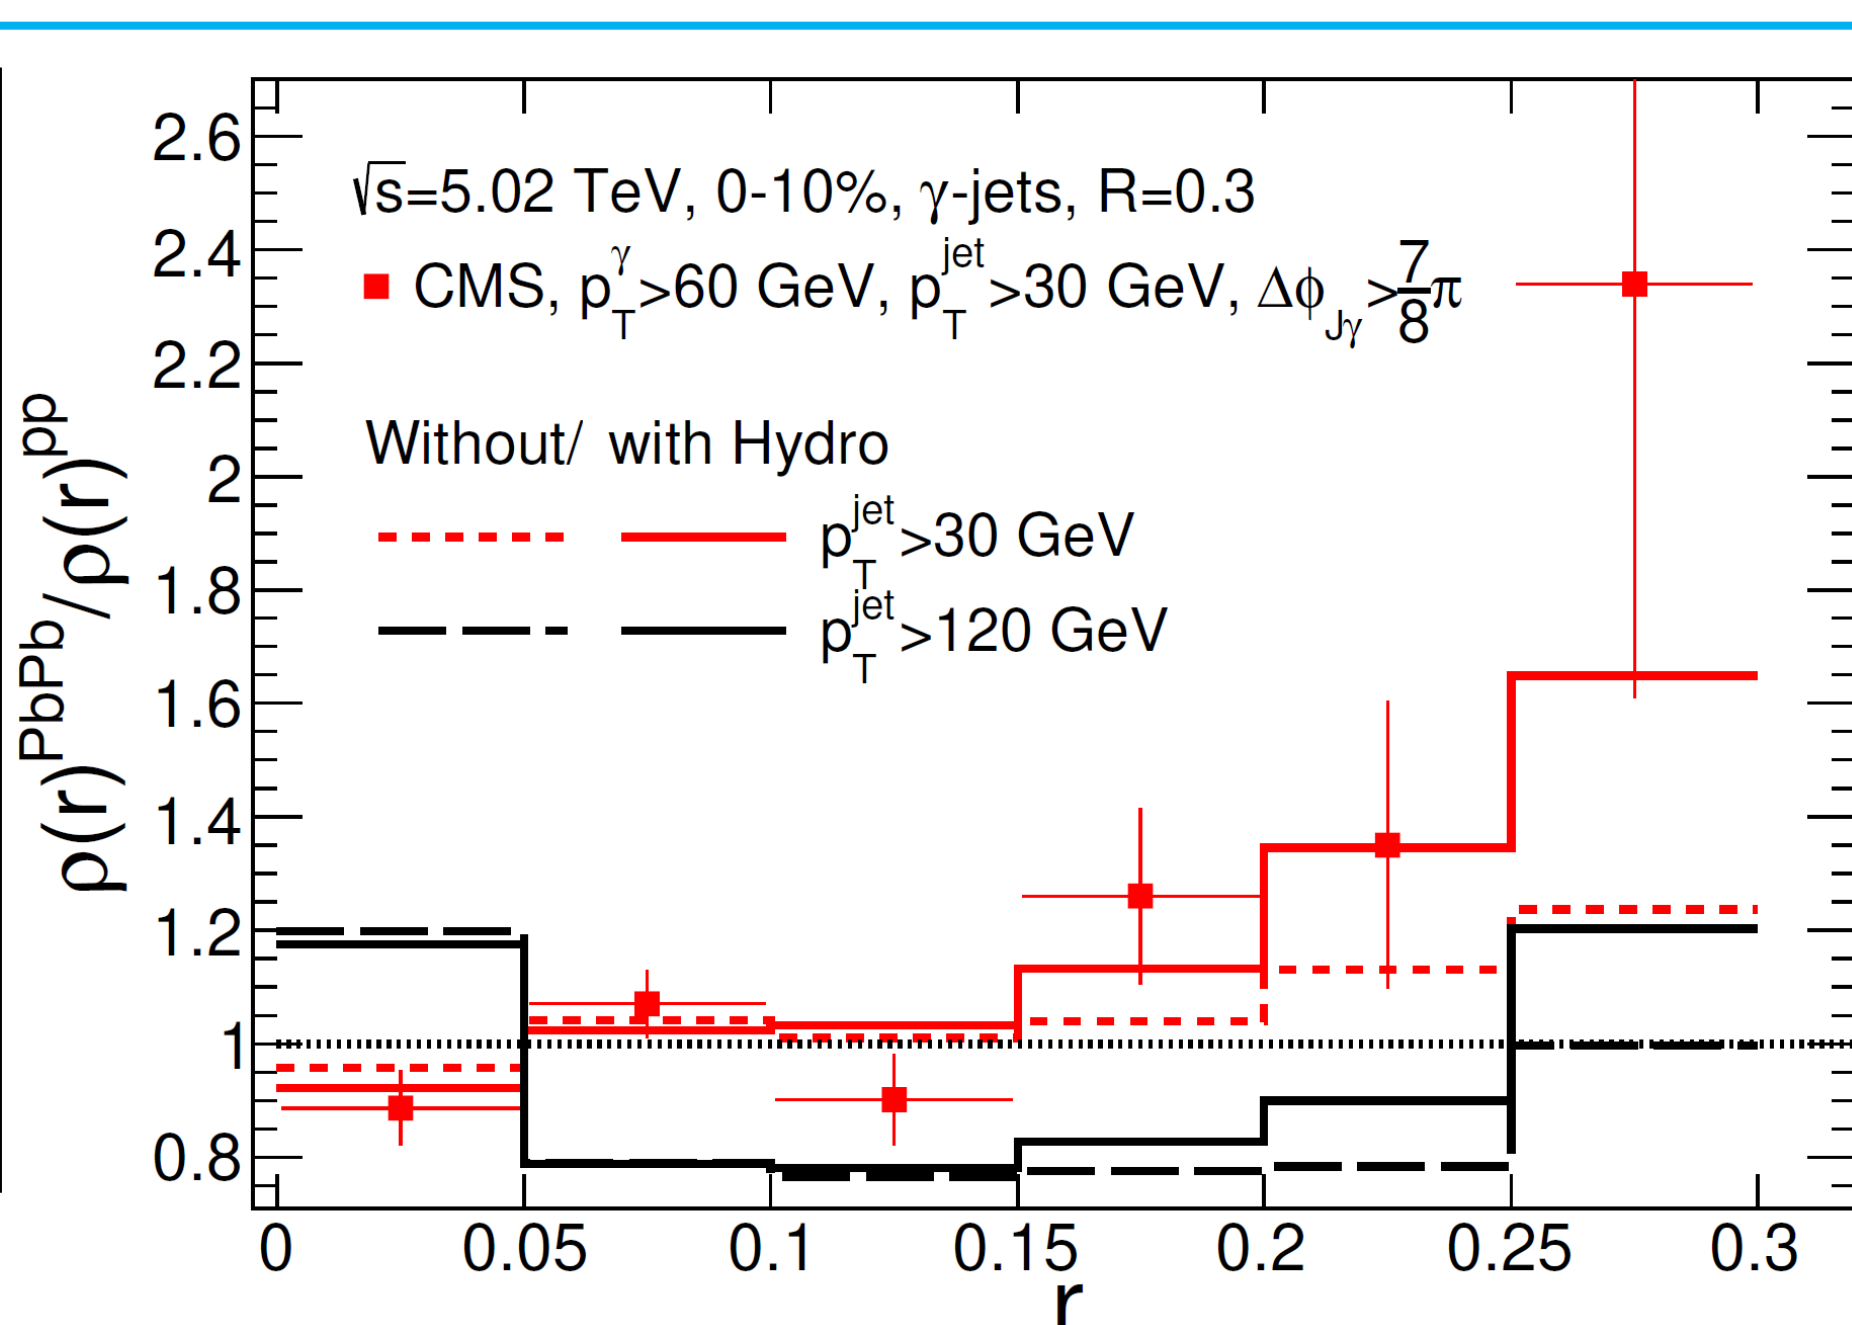 √s=5.02 TeV, 0-10%, γ-jets, R=0.3
CMS, p_T^γ>60 GeV, p_T^jet>30 GeV, Δϕ_Jγ>7/8π
Without/ with Hydro
p_T^jet>30 GeV
p_T^jet>120 GeV
ρ(r)^PbPb/ρ(r)^pp
2.6
2.4
2.2
2
1.8
1.6
1.4
1.2
1
0.8
0 0.05 0.1 0.15 0.2 0.25 0.3
r